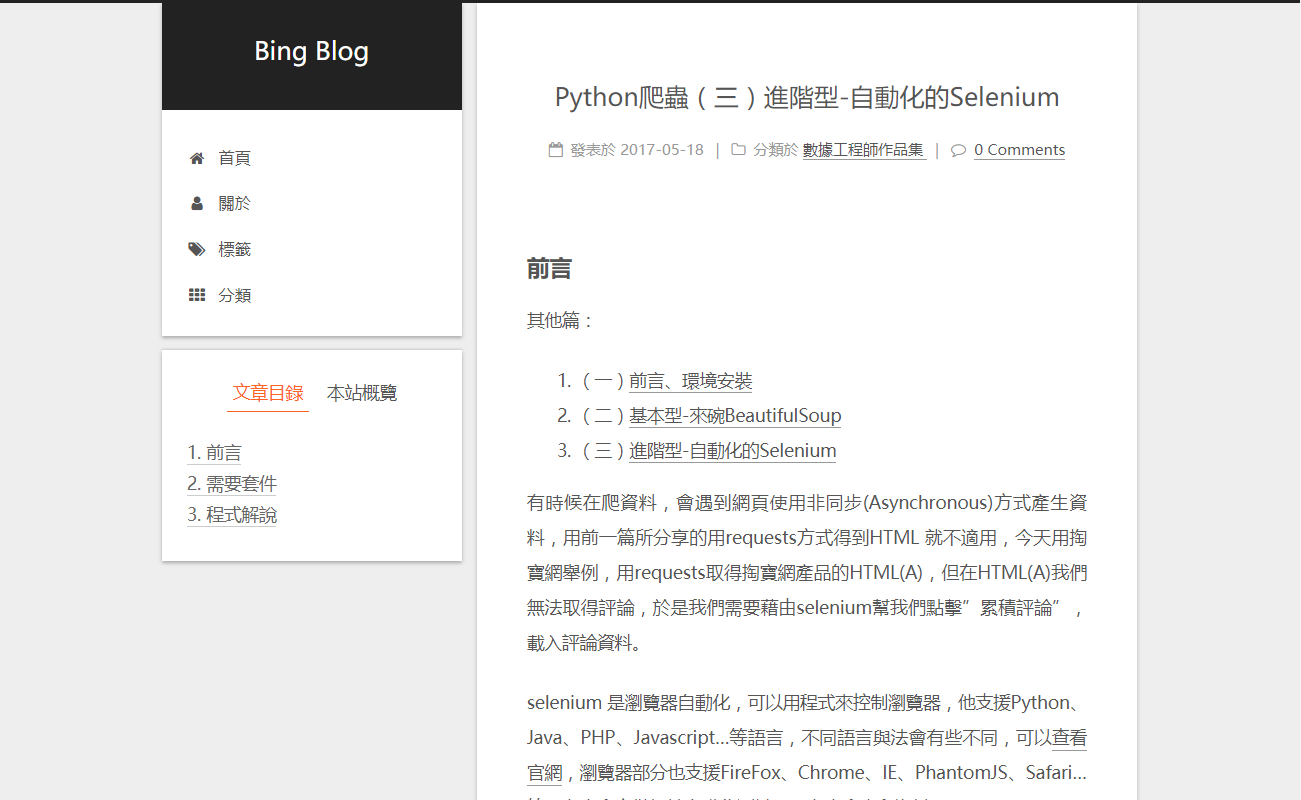 Bing Blog
首頁
關於
標籤
分類
文章目錄 本站概覽
1. 前言
2. 需要套件
3. 程式解說
Python爬蟲（三）進階型-自動化的Selenium
發表於 2017-05-18 | 分類於 數據工程師作品集 | 0 Comments
前言
其他篇：
1.（一）前言、環境安裝
2.（二）基本型-來碗BeautifulSoup
3.（三）進階型-自動化的Selenium
有時候在爬資料，會遇到網頁使用非同步(Asynchronous)方式產生資
料，用前一篇所分享的用requests方式得到HTML 就不適用，今天用掏
寶網舉例，用requests取得掏寶網產品的HTML(A)，但在HTML(A)我們
無法取得評論，於是我們需要藉由selenium幫我們點擊”累積評論”，
載入評論資料。
selenium 是瀏覽器自動化，可以用程式來控制瀏覽器，他支援Python、
Java、PHP、Javascript…等語言，不同語言與法會有些不同，可以查看
官網，瀏覽器部分也支援FireFox、Chrome、IE、PhantomJS、Safari…